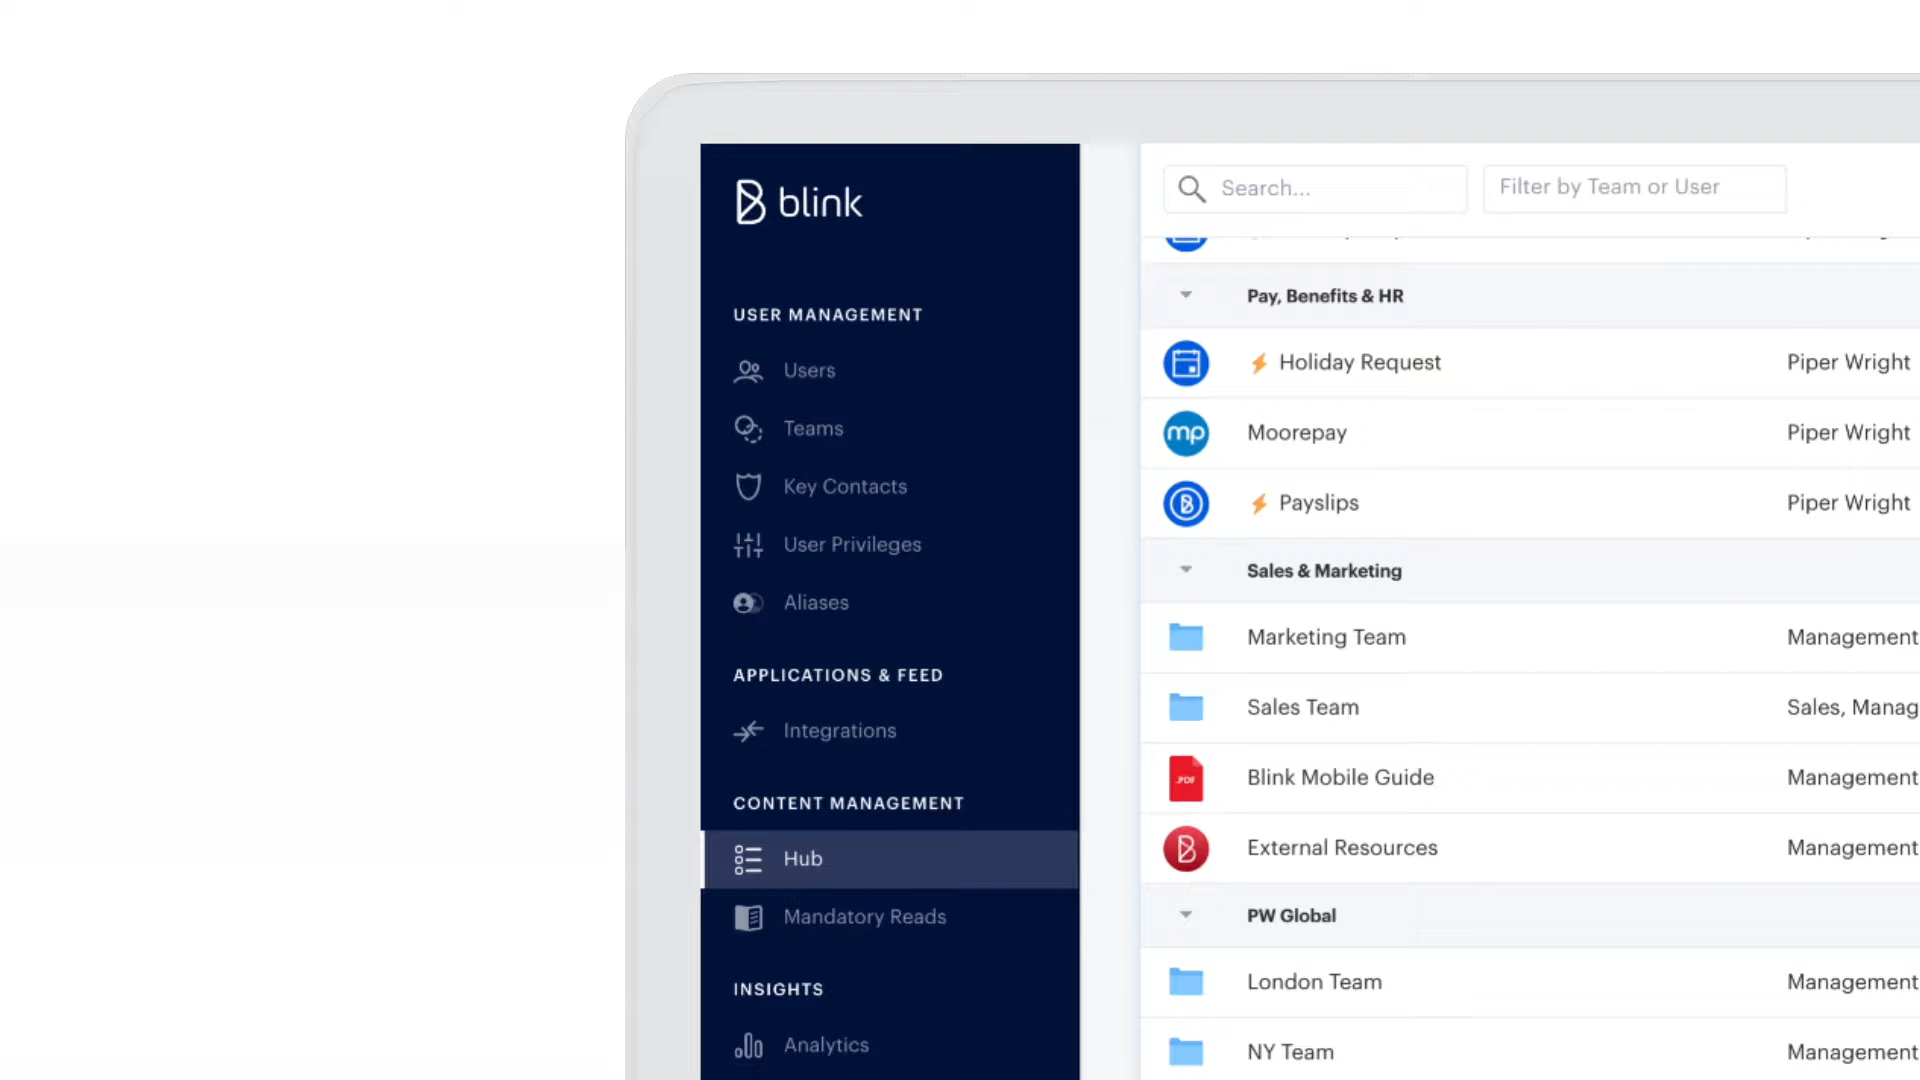 blink
USER MANAGEMENT
Users
Teams
Key Contacts
User Privileges
Aliases
APPLICATIONS & FEED
Integrations
CONTENT MANAGEMENT
Hub
Mandatory Reads
INSIGHTS
Analytics
Search... Filter by Team or User
Pay, Benefits & HR
Holiday Request Piper Wright
mp Moorepay Piper Wright
Payslips Piper Wright
Sales & Marketing
Marketing Team Management
Sales Team Sales, Manag
.PDF Blink Mobile Guide Management
External Resources Management
PW Global
London Team Management
NY Team Management